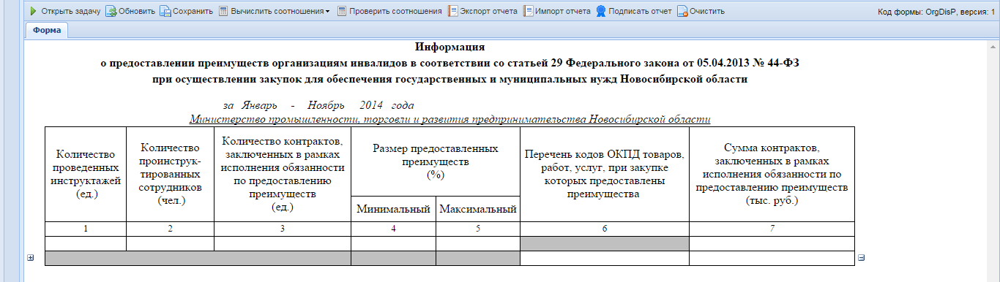 Открыть задачу Обновить Сохранить Вычислить соотношения Проверить соотношения Экспорт отчета Импорт отчета Подписать отчет Очистить Код формы: OrgDisP, версия: 1
Форма
Информация
о предоставлении преимуществ организациям инвалидов в соответствии со статьей 29 Федерального закона от 05.04.2013 № 44-ФЗ
при осуществлении закупок для обеспечения государственных и муниципальных нужд Новосибирской области
за Январь - Ноябрь 2014 года
Министерство промышленности, торговли и развития предпринимательства Новосибирской области
Количество
проведенных
инструктажей
(ед.)
Количество
проинструк-
тированных
сотрудников
(чел.)
Количество контрактов,
заключенных в рамках
исполнения обязанности
по предоставлению
преимуществ
(ед.)
Размер предоставленных
преимуществ
(%)
Минимальный
Максимальный
Перечень кодов ОКПД товаров,
работ, услуг, при закупке
которых предоставлены
преимущества
Сумма контрактов,
заключенных в рамках
исполнения обязанности по
предоставлению преимуществ
(тыс. руб.)
1 2 3 4 5 6 7